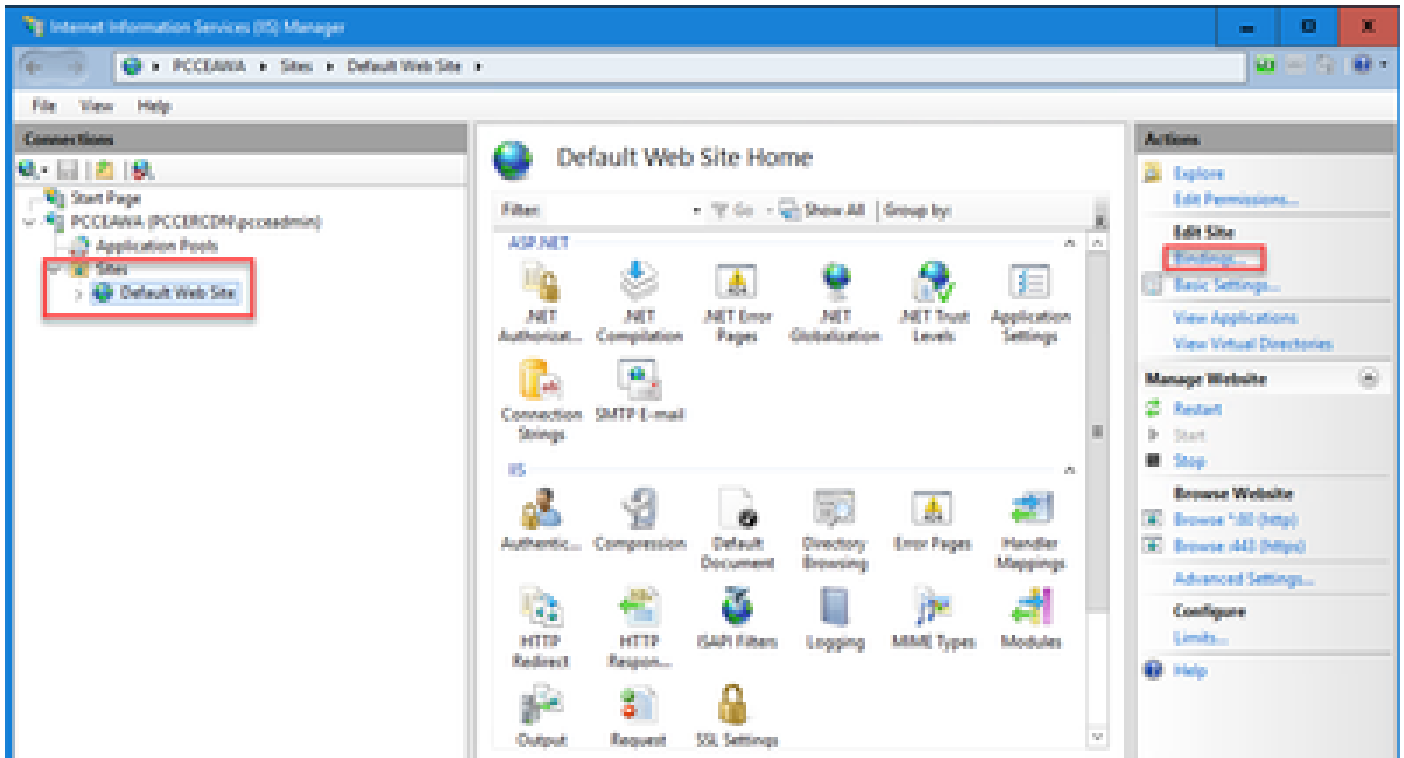 Internet Information Services (IIS) Manager
PCCEAWA Sites Default Web Site
File View Help
Connections
Start Page
PCCEAWA (PCCERCDN\pcceadmin)
Application Pools
Sites
Default Web Site
Default Web Site Home
Filter: Go Show All Group by:
ASP.NET
.NET Authorizat...
.NET Compilation
.NET Error Pages
.NET Globalization
.NET Trust Levels
Application Settings
Connection Strings
SMTP E-mail
IIS
Authentic...
Compression
Default Document
Directory Browsing
Error Pages
Handler Mappings
HTTP Redirect
HTTP Respon...
ISAPI Filters
Logging
MIME Types
Modules
Output
Request
SSL Settings
Actions
Explore
Edit Permissions...
Edit Site
Bindings...
Basic Settings...
View Applications
View Virtual Directories
Manage Website
Restart
Start
Stop
Browse Website
Browse *:80 (http)
Browse :443 (https)
Advanced Settings...
Configure
Limits...
Help